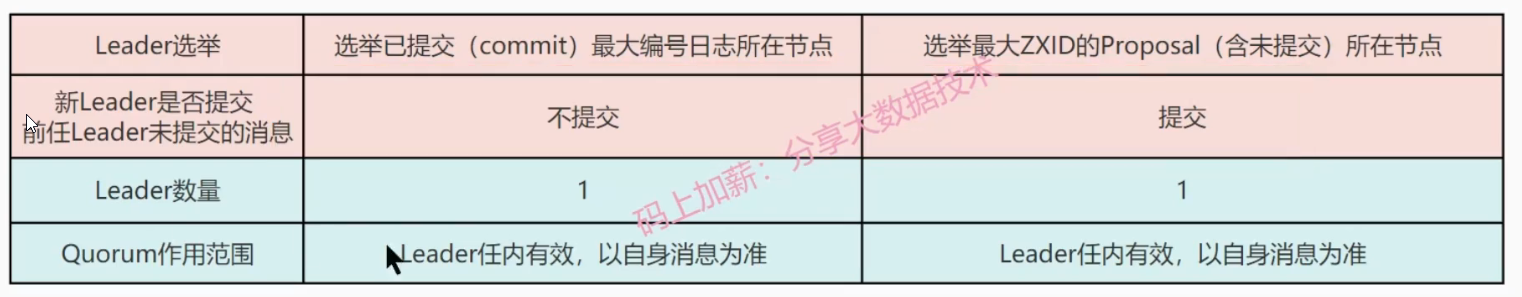 Leader选举
选举已提交（commit）最大编号日志所在节点
选举最大ZXID的Proposal（含未提交）所在节点
新Leader是否提交
前任Leader未提交的消息
不提交
提交
Leader数量
1
1
Quorum作用范围
Leader任内有效，以自身消息为准
Leader任内有效，以自身消息为准
码上加薪：分享大数据技术